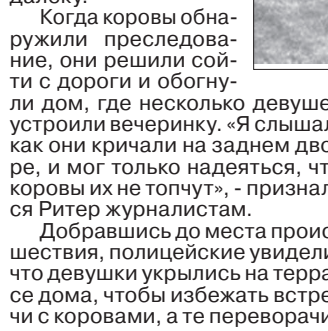 далеку.
Когда коровы обна-
ружили преследова-
ние, они решили сой-
ти с дороги и обогну-
ли дом, где несколько девуше
устроили вечеринку. «Я слышал
как они кричали на заднем дво
ре, и мог только надеяться, чт
коровы их не топчут», - признал
ся Ритер журналистам.
Добравшись до места проис
шествия, полицейские увидели
что девушки укрылись на терра
се дома, чтобы избежать встре
чи с коровами, а те переворачи